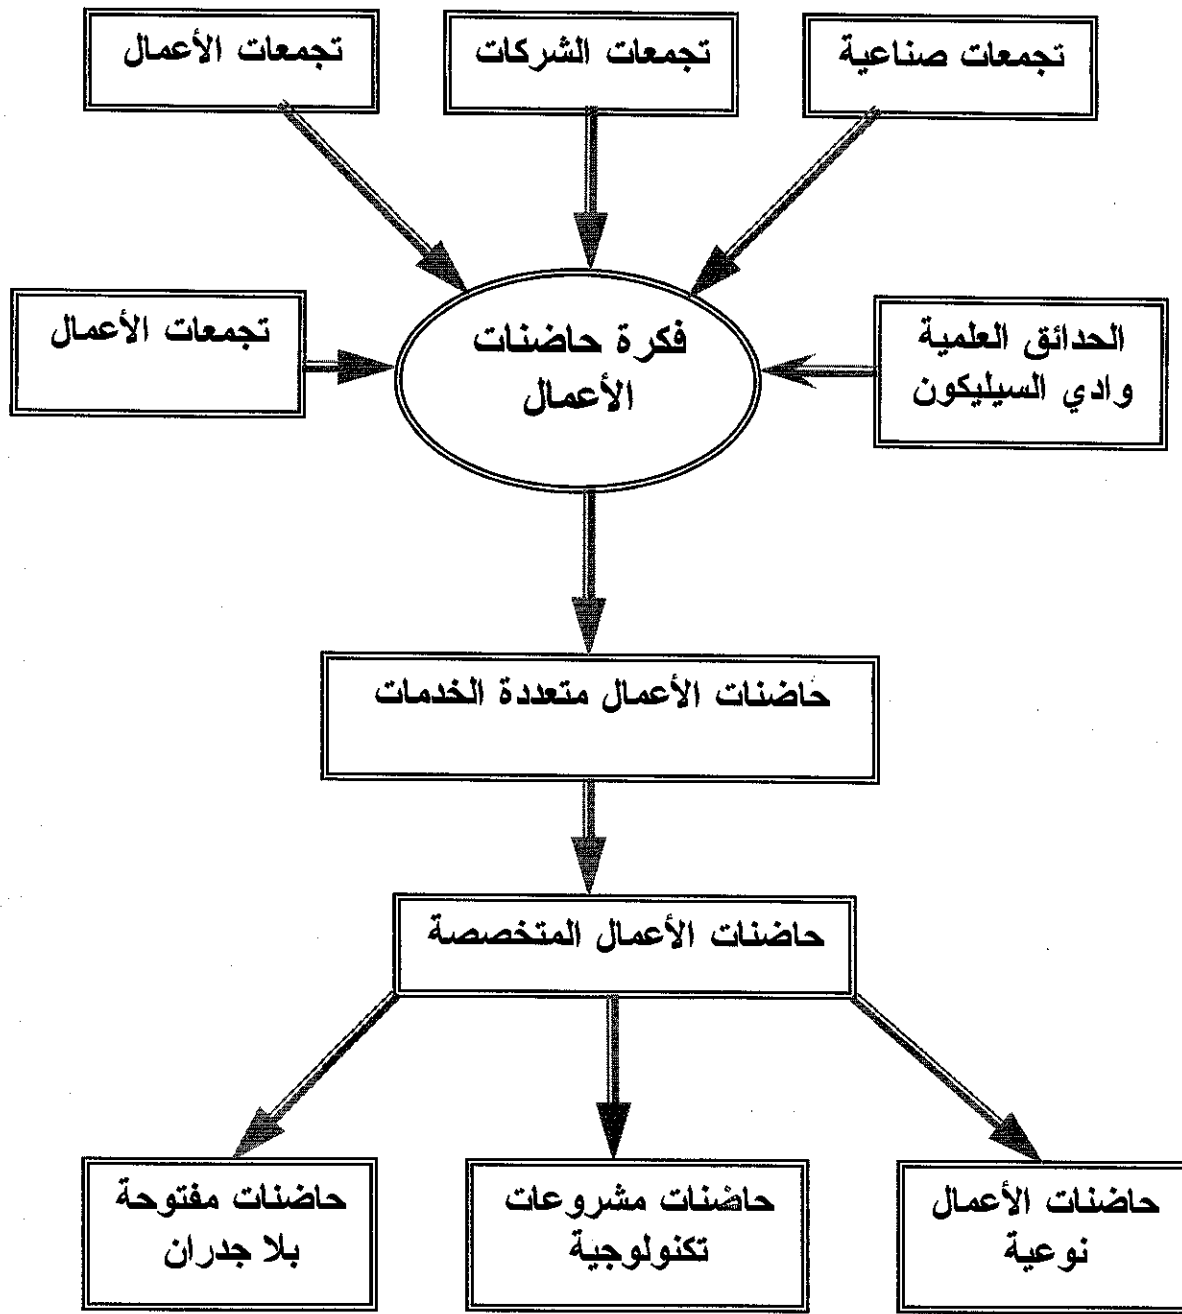 تجمعات صناعية
تجمعات الشركات
تجمعات الأعمال
الحدائق العلمية
وادي السيليكون
فكرة حاضنات
الأعمال
تجمعات الأعمال
حاضنات الأعمال متعددة الخدمات
حاضنات الأعمال المتخصصة
حاضنات الأعمال
نوعية
حاضنات مشروعات
تكنولوجية
حاضنات مفتوحة
بلا جدران